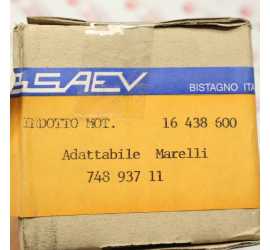 SAEV
BISTAGNO ITA
INDOTTO MOT. 16 438 600
Adattabile Marelli
748 937 11